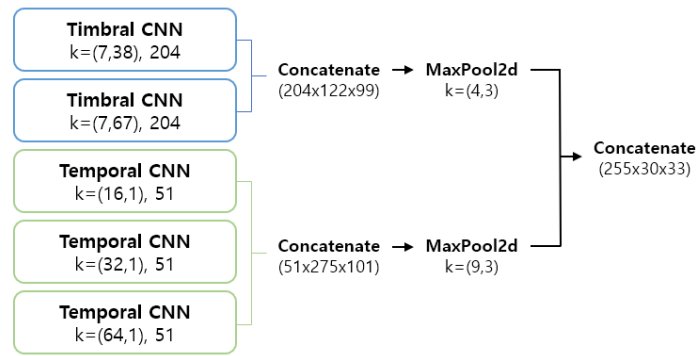 Timbral CNN
k=(7,38), 204
Timbral CNN
k=(7,67), 204
Concatenate
(204x122x99)
MaxPool2d
k=(4,3)
Temporal CNN
k=(16,1), 51
Temporal CNN
k=(32,1), 51
Temporal CNN
k=(64,1), 51
Concatenate
(51x275x101)
MaxPool2d
k=(9,3)
Concatenate
(255x30x33)